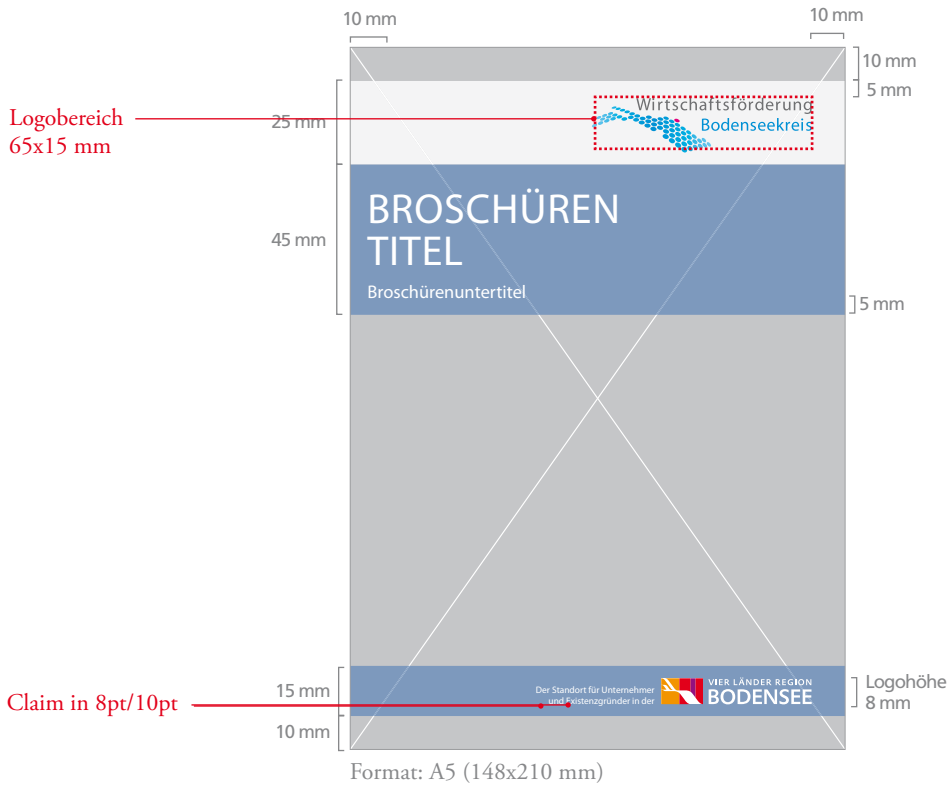 10 mm
10 mm
10 mm
5 mm
Logobereich
65x15 mm
25 mm
Wirtschaftsförderung
Bodenseekreis
45 mm
BROSCHÜREN
TITEL
Broschürenuntertitel
5 mm
Claim in 8pt/10pt
15 mm
Der Standort für Unternehmer
und Existenzgründer in der
VIER LÄNDER REGION
BODENSEE
Logohöhe
8 mm
10 mm
Format: A5 (148x210 mm)